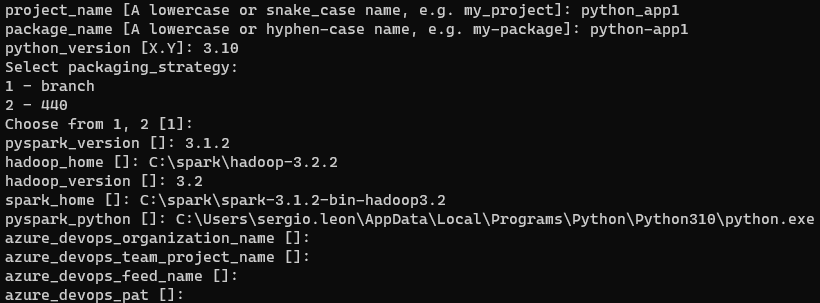 project_name [A lowercase or snake_case name, e.g. my_project]: python_app1
package_name [A lowercase or hyphen-case name, e.g. my-package]: python-app1
python_version [X.Y]: 3.10
Select packaging_strategy:
1 - branch
2 - 440
Choose from 1, 2 [1]:
pyspark_version []: 3.1.2
hadoop_home []: C:\spark\hadoop-3.2.2
hadoop_version []: 3.2
spark_home []: C:\spark\spark-3.1.2-bin-hadoop3.2
pyspark_python []: C:\Users\sergio.leon\AppData\Local\Programs\Python\Python310\python.exe
azure_devops_organization_name []:
azure_devops_team_project_name []:
azure_devops_feed_name []:
azure_devops_pat []: